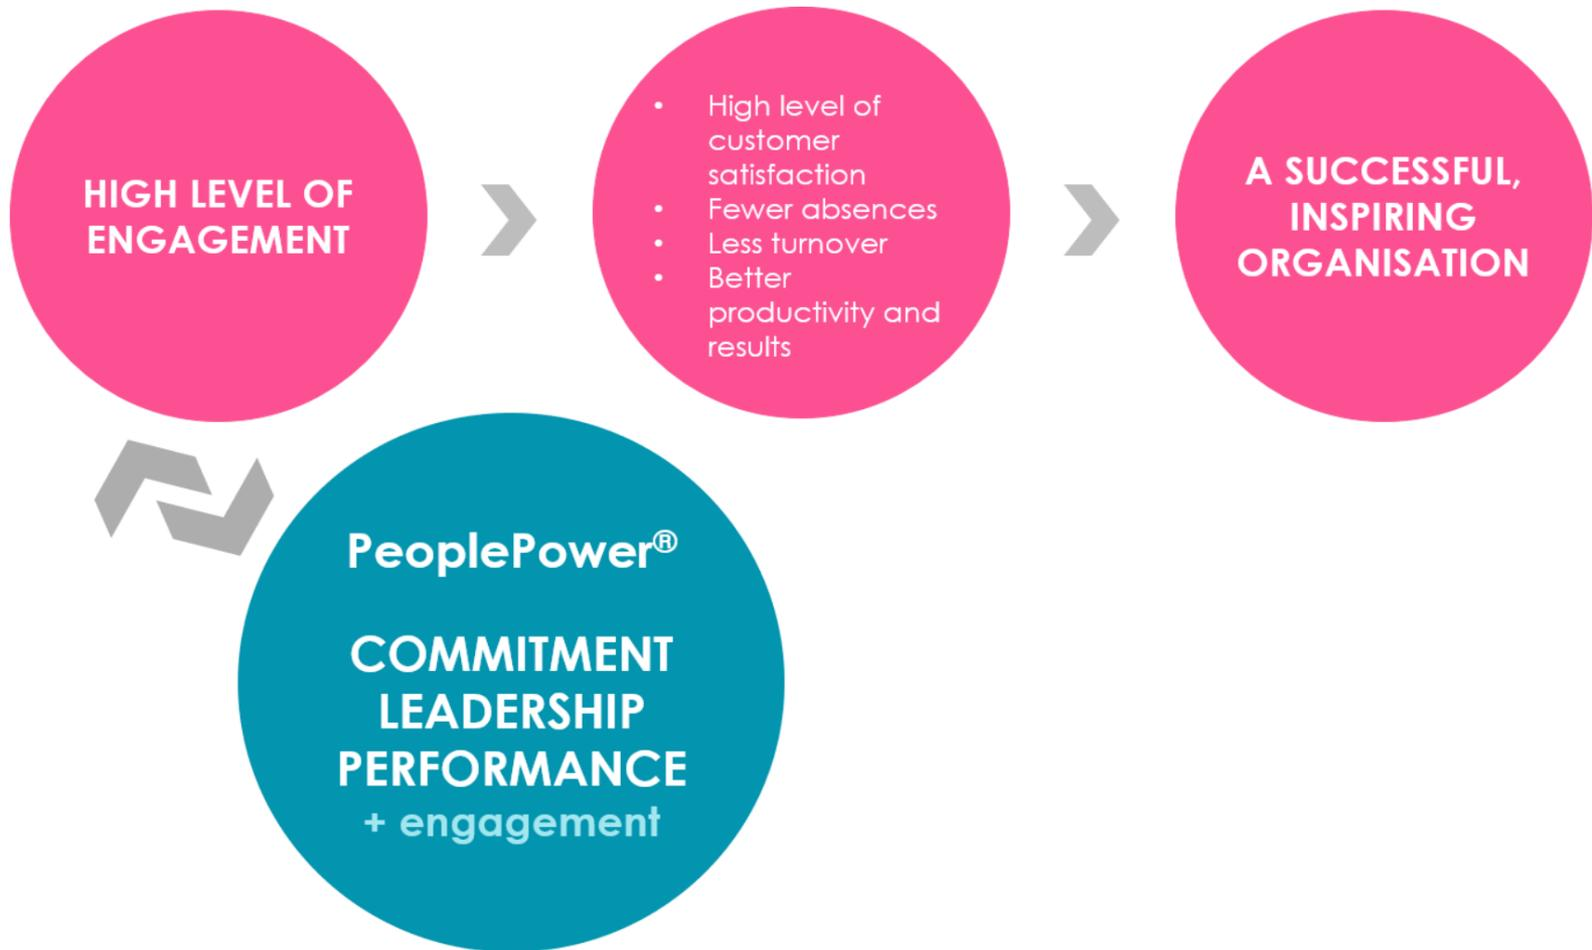 HIGH LEVEL OF
ENGAGEMENT
• High level of
customer
satisfaction
• Fewer absences
• Less turnover
• Better
productivity and
results
A SUCCESSFUL,
INSPIRING
ORGANISATION
PeoplePower®
COMMITMENT
LEADERSHIP
PERFORMANCE
+ engagement